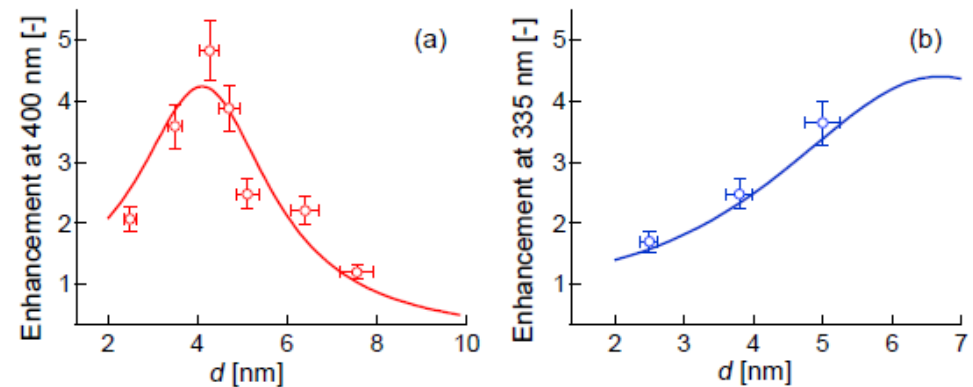 Enhancement at 400 nm [-]
5
4
3
2
1
(a)
2 4 6 8 10
d [nm]
Enhancement at 335 nm [-]
5
4
3
2
1
(b)
2 3 4 5 6 7
d [nm]